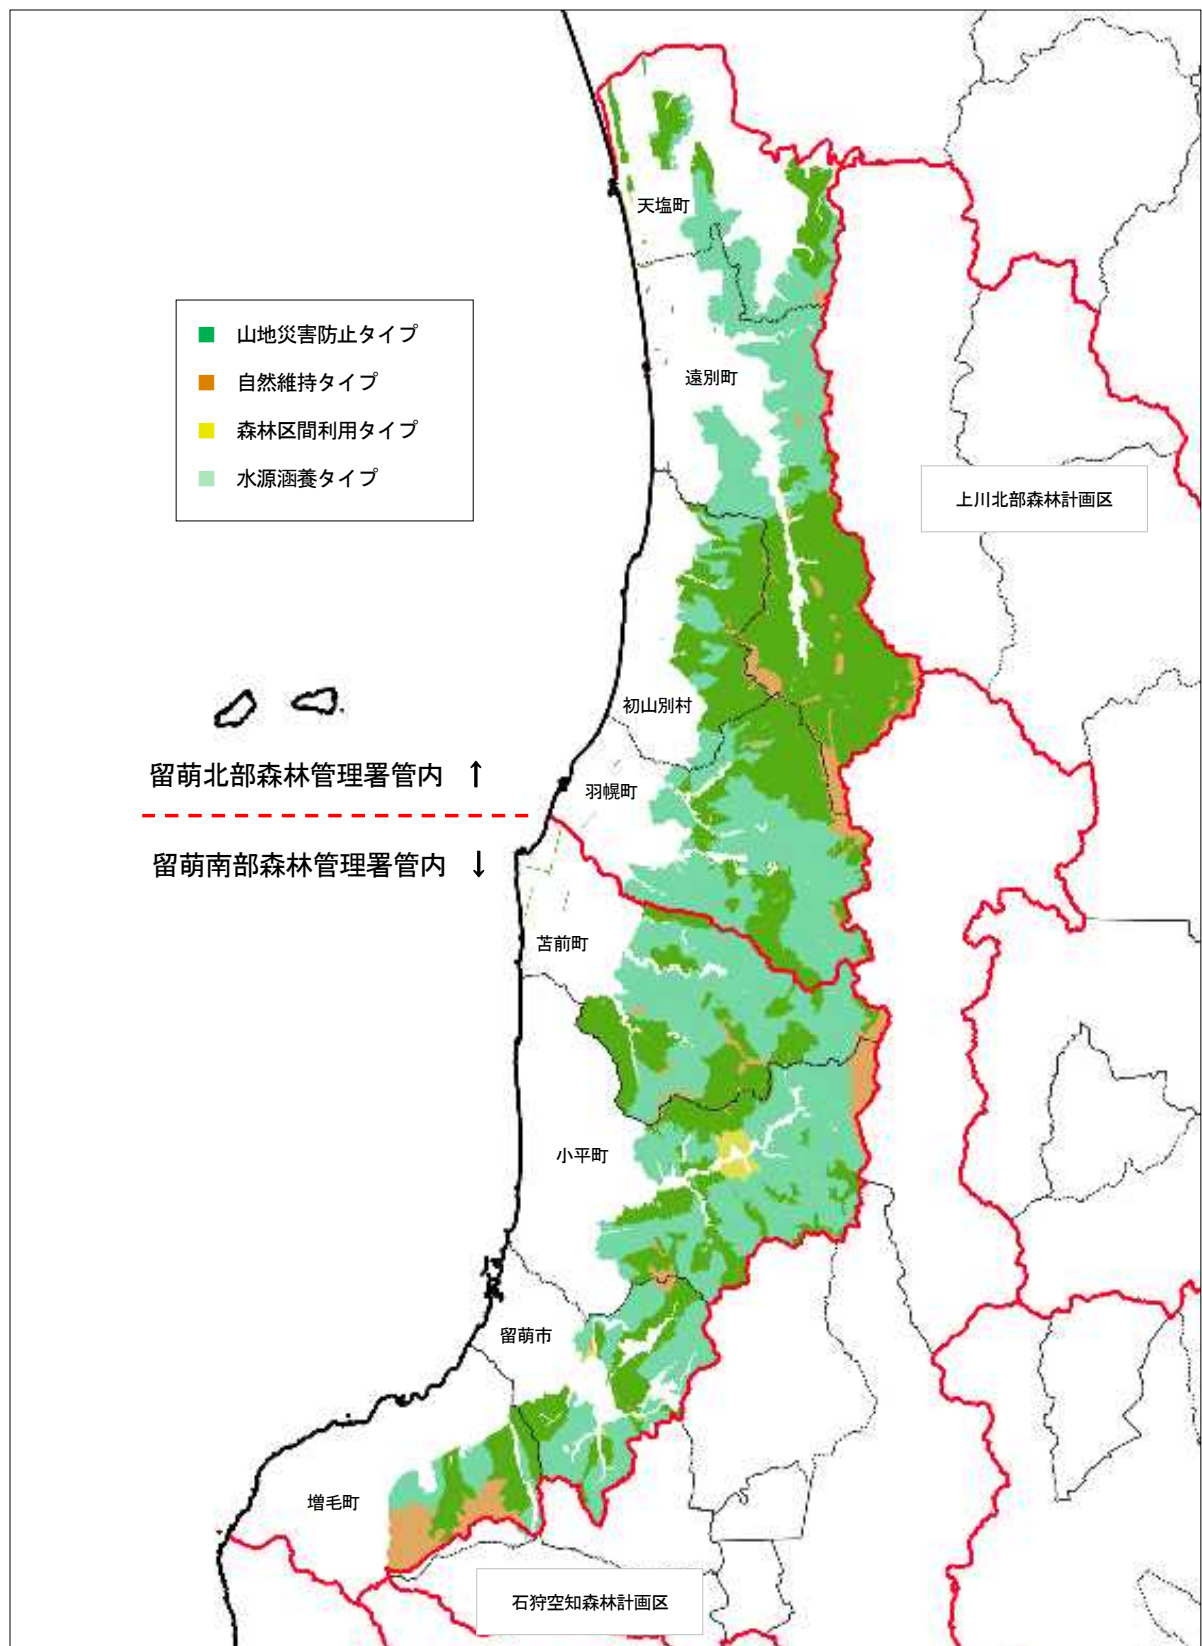 天塩町
山地災害防止タイプ
自然維持タイプ
森林区間利用タイプ
水源涵養タイプ
遠別町
上川北部森林計画区
初山別村
留萌北部森林管理署管内 ↑
羽幌町
留萌南部森林管理署管内 ↓
苫前町
小平町
留萌市
増毛町
石狩空知森林計画区